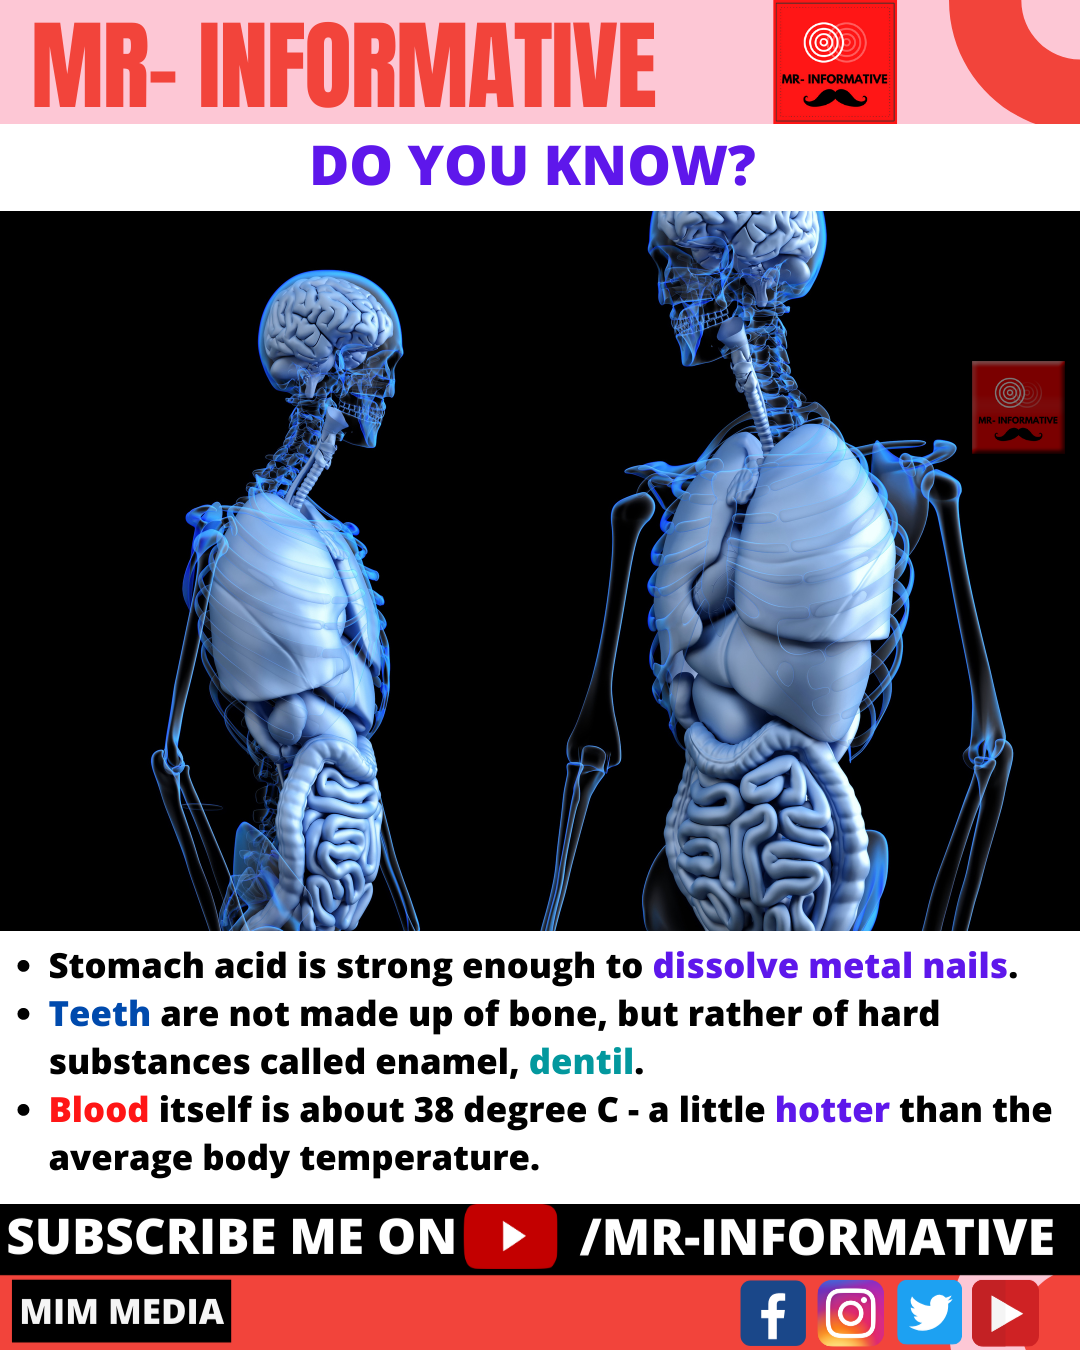 MR- INFORMATIVE
MR- INFORMATIVE
DO YOU KNOW?
MR- INFORMATIVE
• Stomach acid is strong enough to dissolve metal nails.
• Teeth are not made up of bone, but rather of hard
substances called enamel, dentil.
• Blood itself is about 38 degree C - a little hotter than the
average body temperature.
SUBSCRIBE ME ON /MR-INFORMATIVE
MIM MEDIA